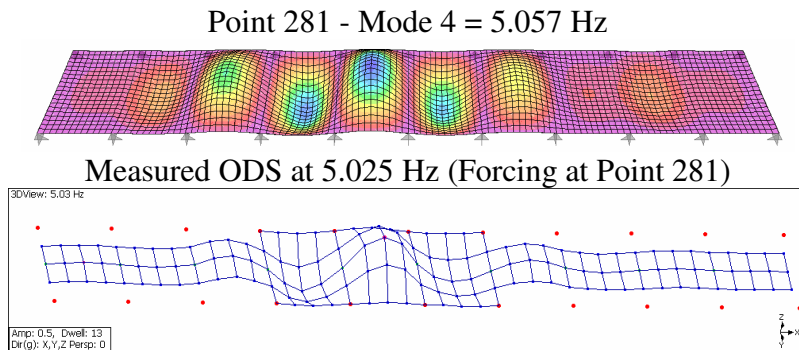 Point 281 - Mode 4 = 5.057 Hz
Measured ODS at 5.025 Hz (Forcing at Point 281)
3DView: 5.03 Hz
Amp: 0.5, Dwell: 13
Dir(g): X,Y,Z Persp: 0
Z
X
Y